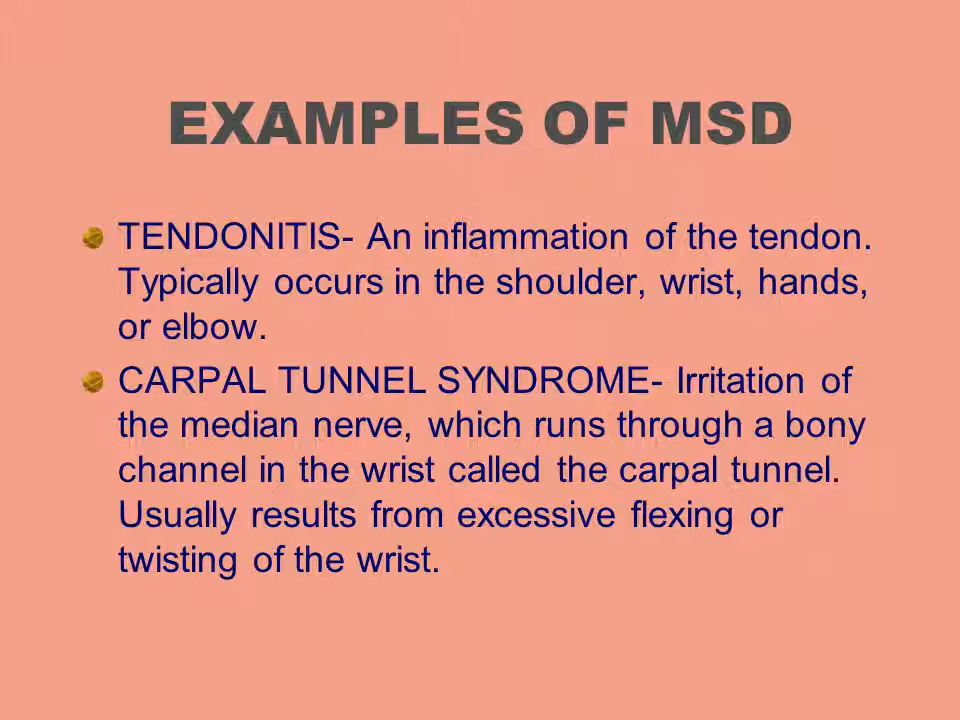 EXAMPLES OF MSD
TENDONITIS- An inflammation of the tendon.
Typically occurs in the shoulder, wrist, hands,
or elbow.
CARPAL TUNNEL SYNDROME- Irritation of
the median nerve, which runs through a bony
channel in the wrist called the carpal tunnel.
Usually results from excessive flexing or
twisting of the wrist.